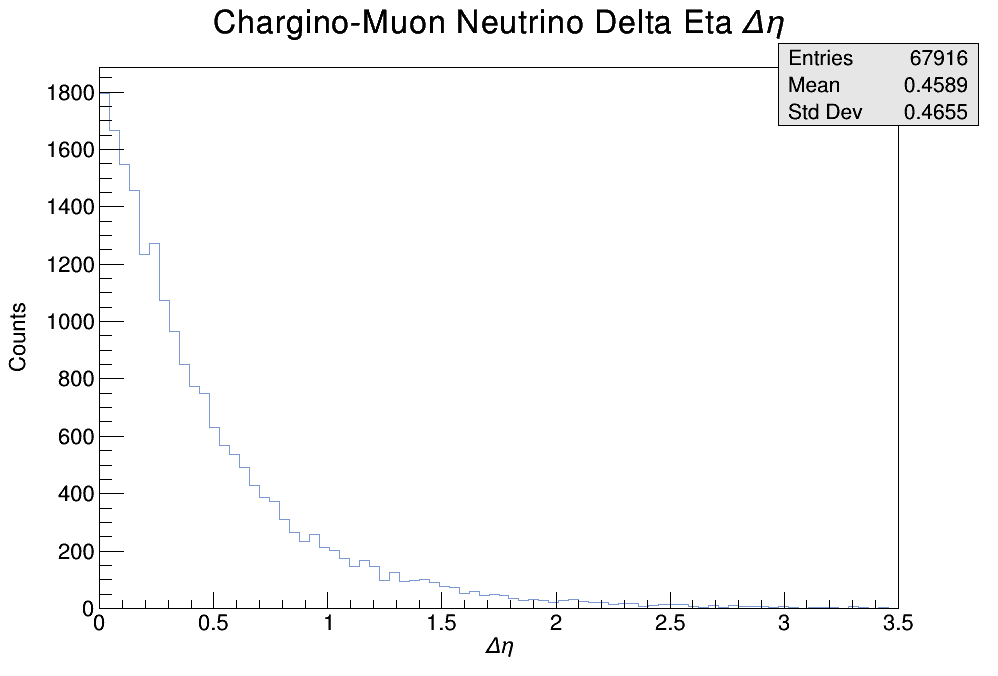 Chargino-Muon Neutrino Delta Eta Δη
Entries 67916
Mean 0.4589
Std Dev 0.4655
1800
1600
1400
1200
1000
800
600
400
200
0
Counts
0 0.5 1 1.5 2 2.5 3 3.5
Δη